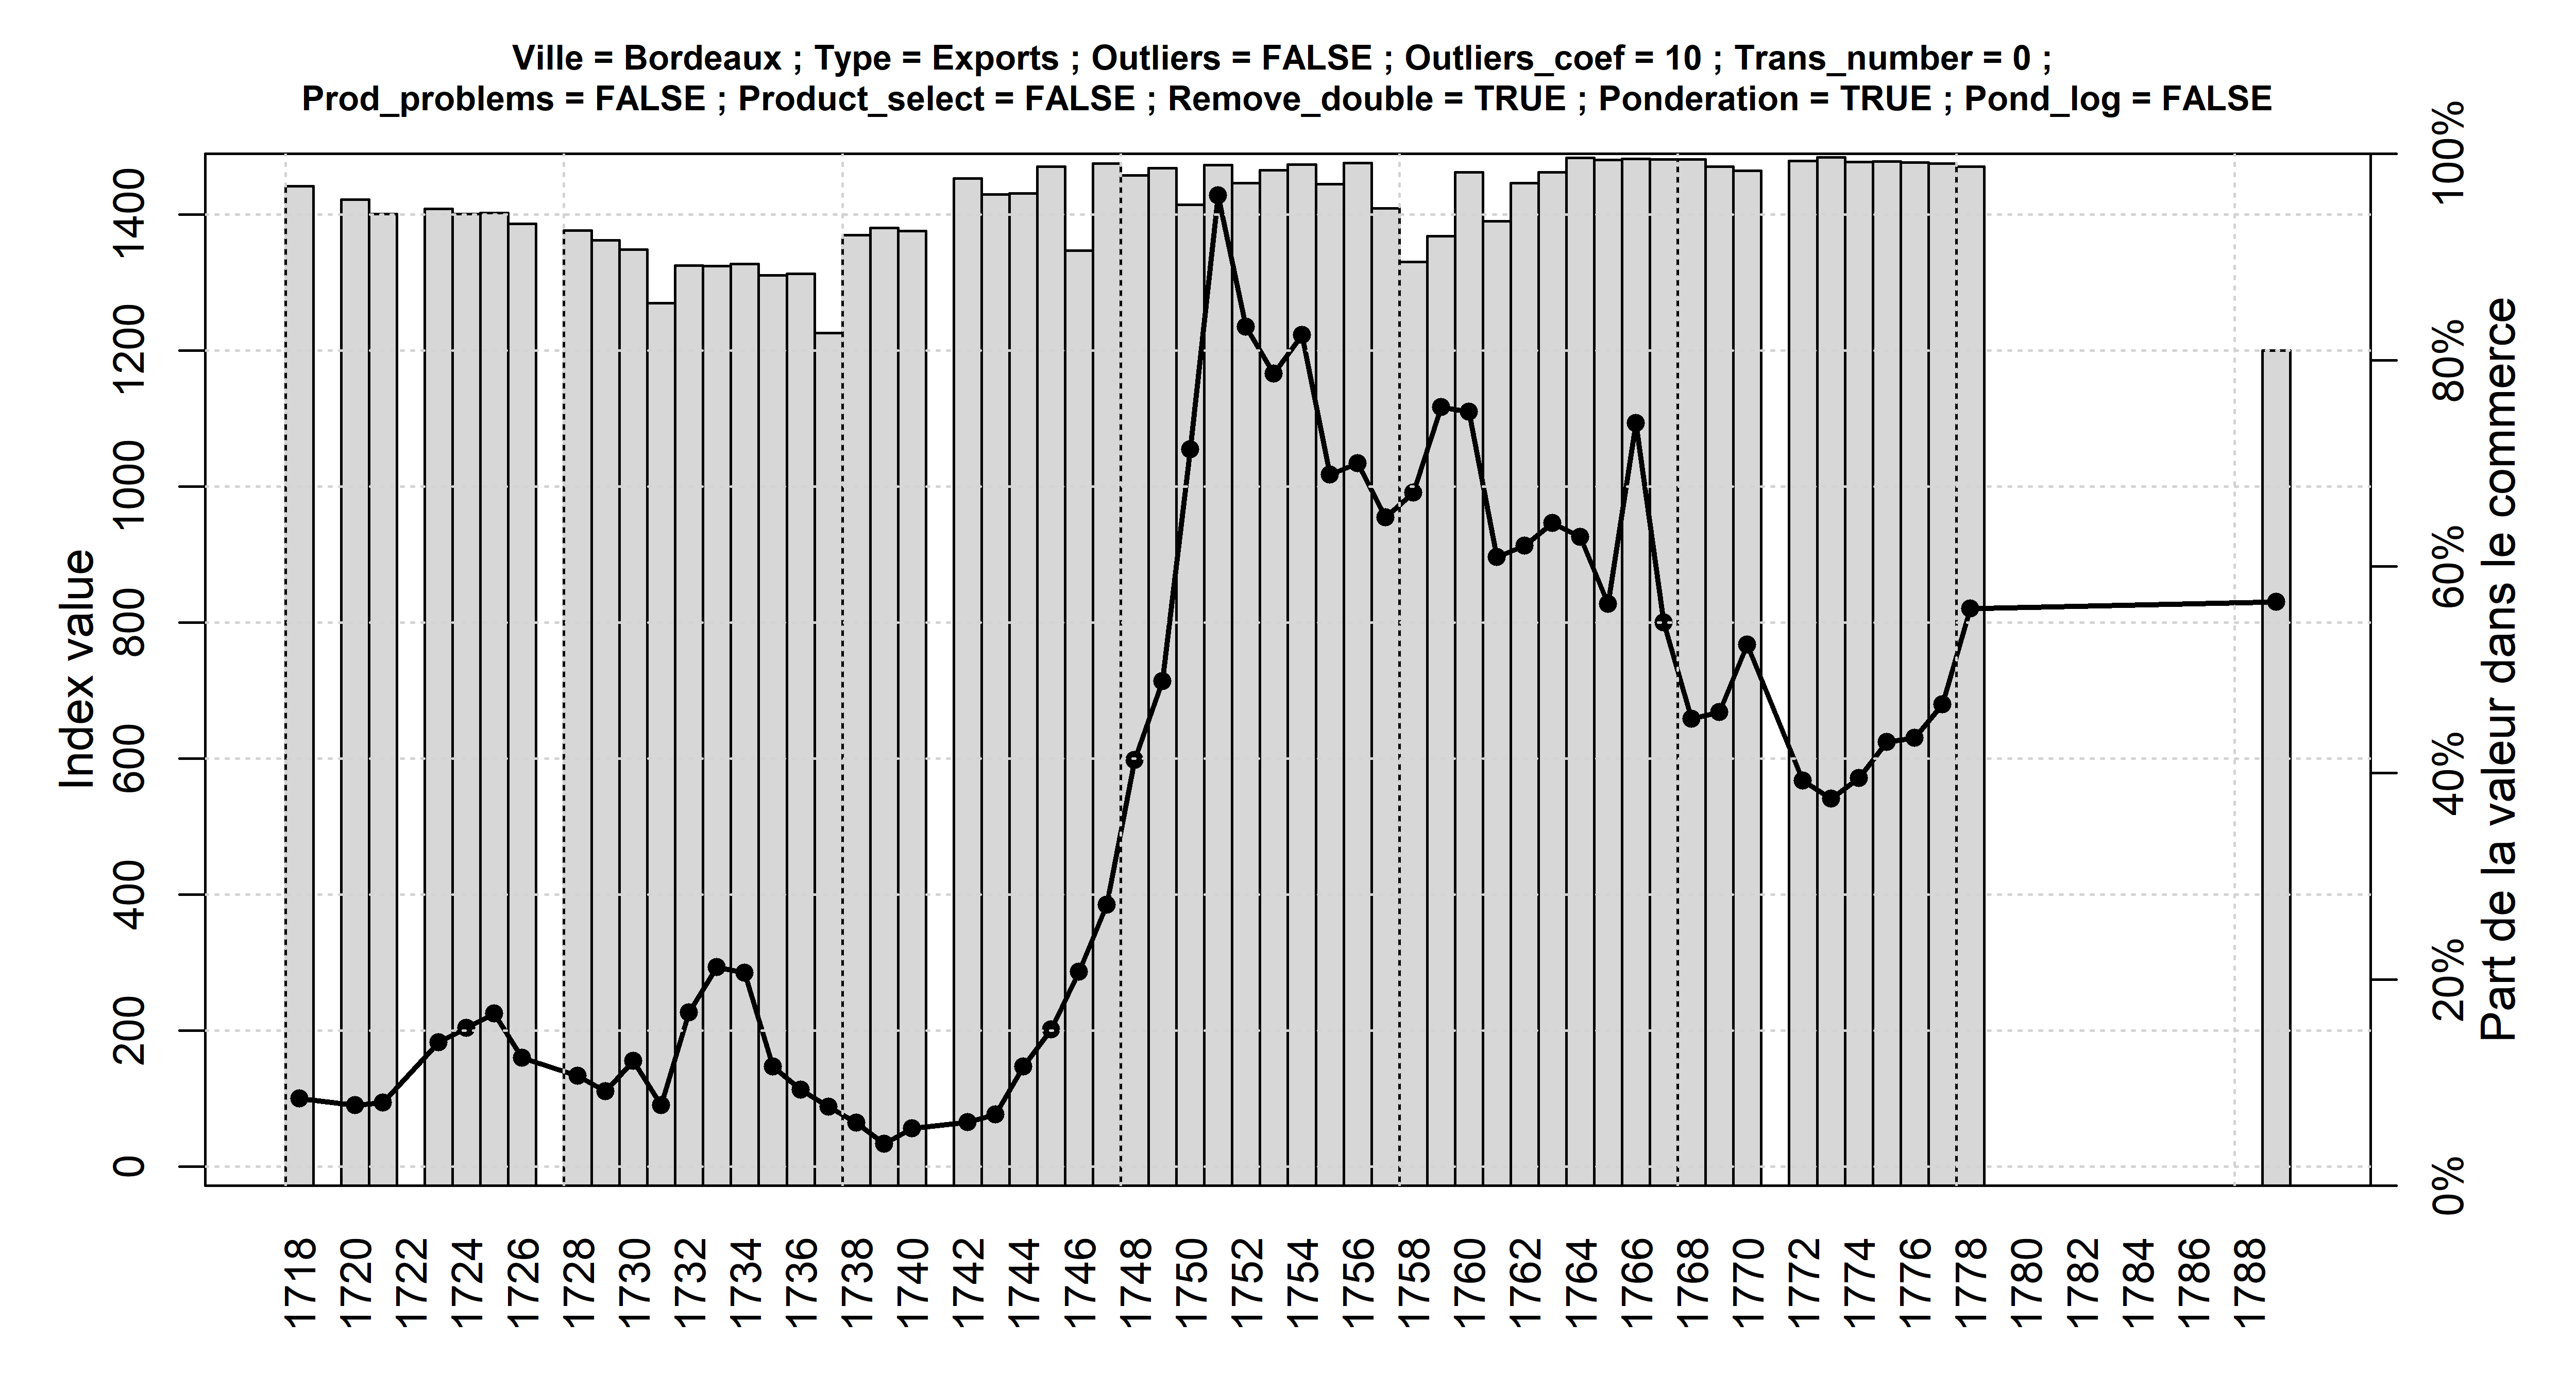 Ville = Bordeaux ; Type = Exports ; Outliers = FALSE ; Outliers_coef = 10 ; Trans_number = 0 ;
Prod_problems = FALSE ; Product_select = FALSE ; Remove_double = TRUE ; Ponderation = TRUE ; Pond_log = FALSE
Index value
0 200 400 600 800 1000 1200 1400
Part de la valeur dans le commerce
0% 20% 40% 60% 80% 100%
1718 1720 1722 1724 1726 1728 1730 1732 1734 1736 1738 1740 1742 1744 1746 1748 1750 1752 1754 1756 1758 1760 1762 1764 1766 1768 1770 1772 1774 1776 1778 1780 1782 1784 1786 1788